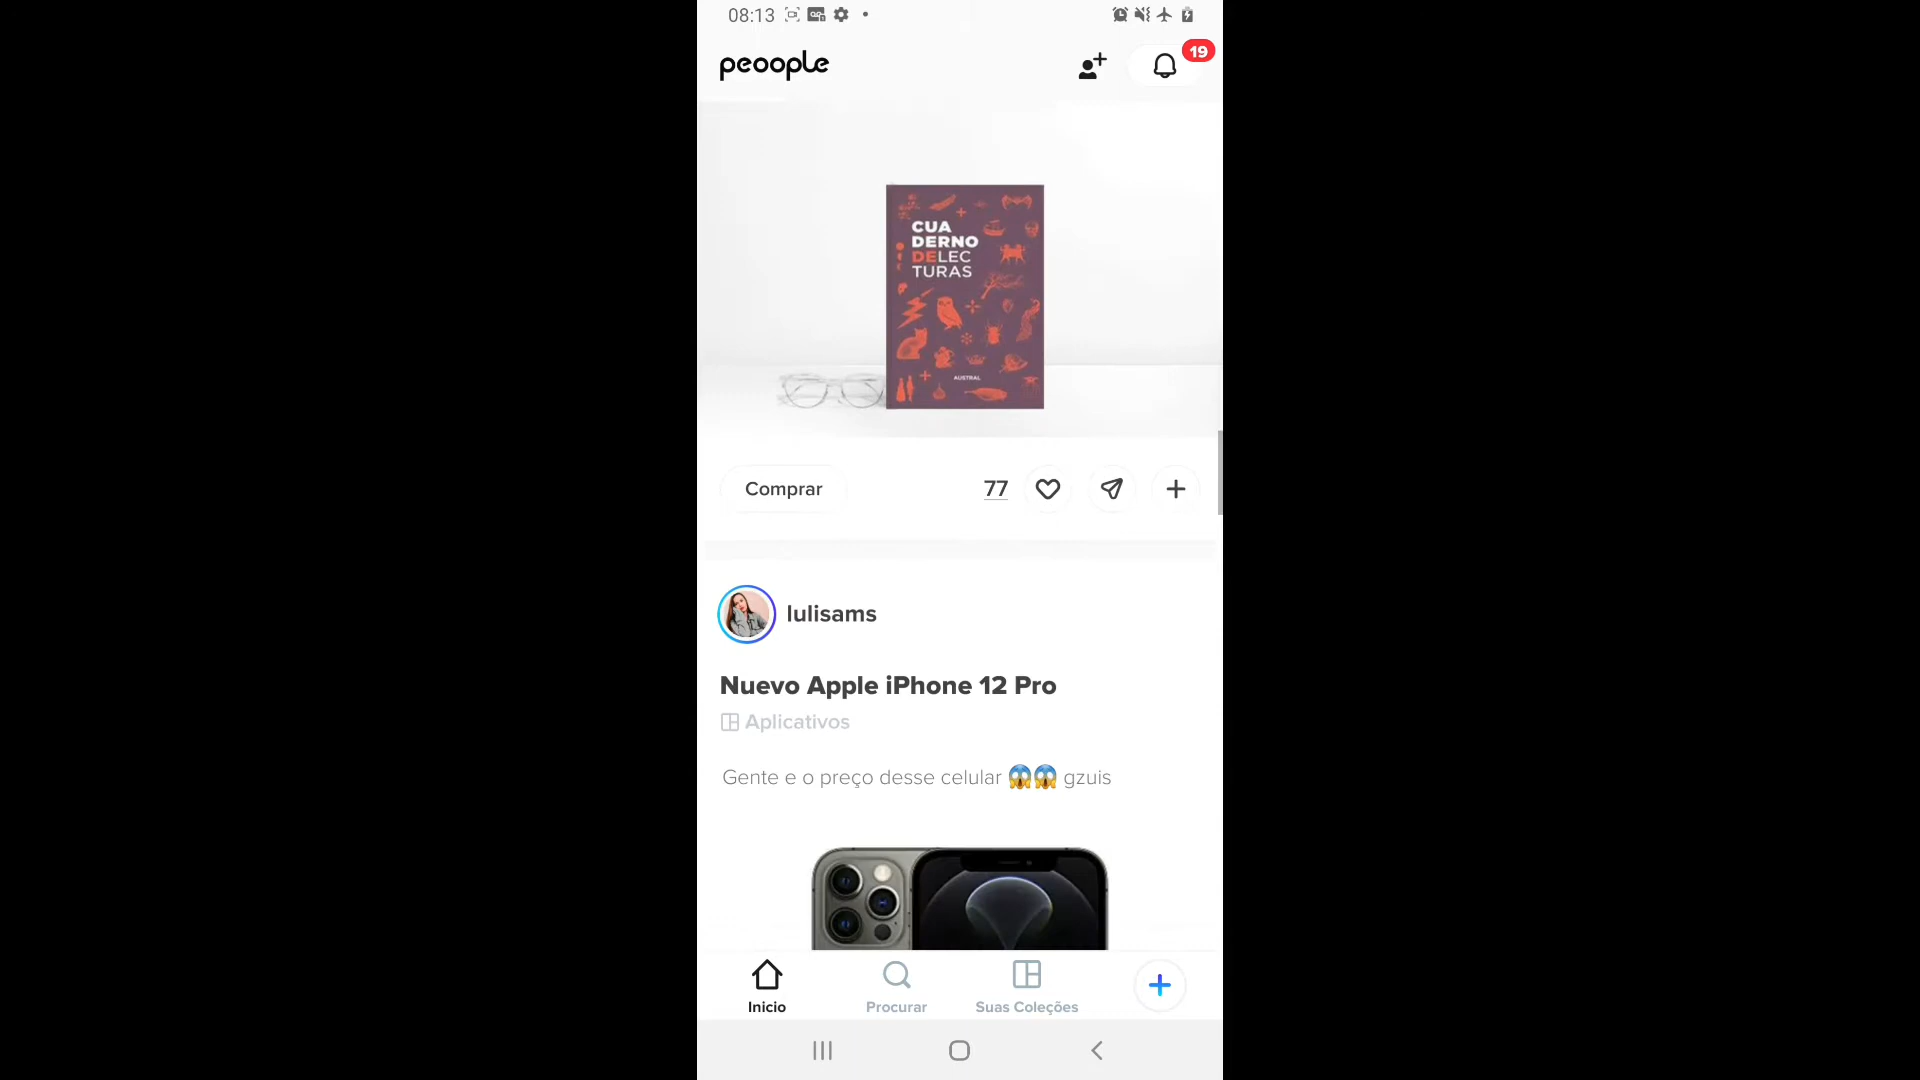 08:13
peoople
19
CUA
DERNO
DELEC
TURAS
AUSTRAL
Comprar
77
lulisams
Nuevo Apple iPhone 12 Pro
Aplicativos
Gente e o preço desse celular 😱😱 gzuis
Inicio
Procurar
Suas Coleções